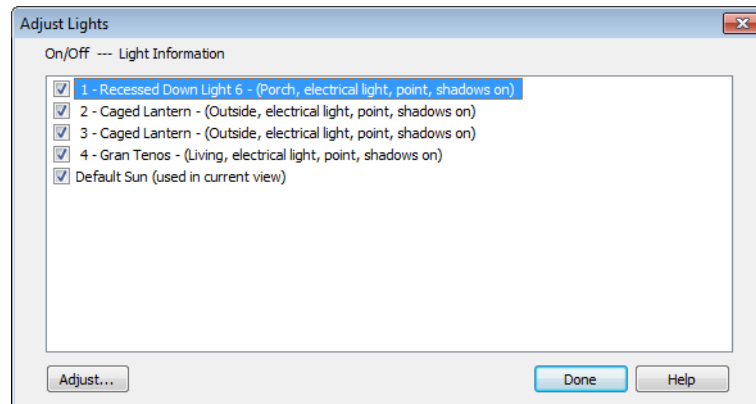 Adjust Lights
On/Off --- Light Information
1 - Recessed Down Light 6 - (Porch, electrical light, point, shadows on)
2 - Caged Lantern - (Outside, electrical light, point, shadows on)
3 - Caged Lantern - (Outside, electrical light, point, shadows on)
4 - Gran Tenos - (Living, electrical light, point, shadows on)
Default Sun (used in current view)
Adjust... Done Help